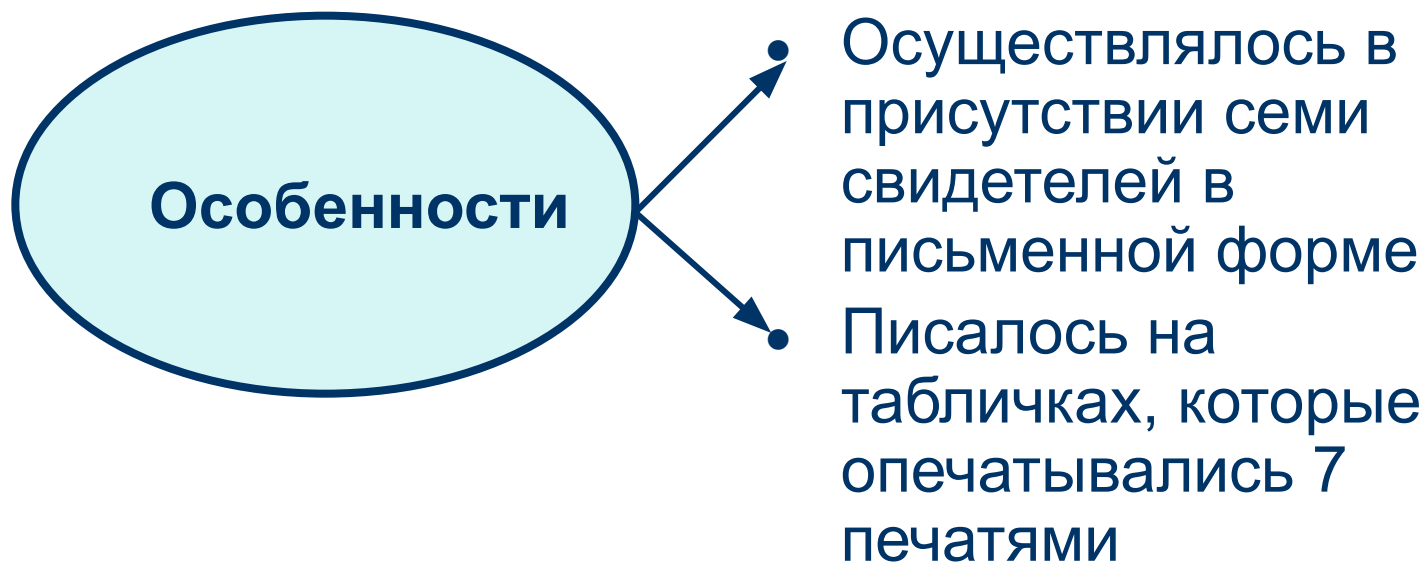 Особенности
Осуществлялось в
присутствии семи
свидетелей в
письменной форме
Писалось на
табличках, которые
опечатывались 7
печатями